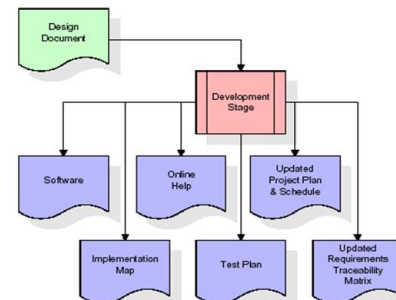 Design
Document
Development
Stage
Software
Online
Help
Updated
Project Plan
& Schedule
Implementation
Map
Test Plan
Updated
Requirements
Traceability
Matrix